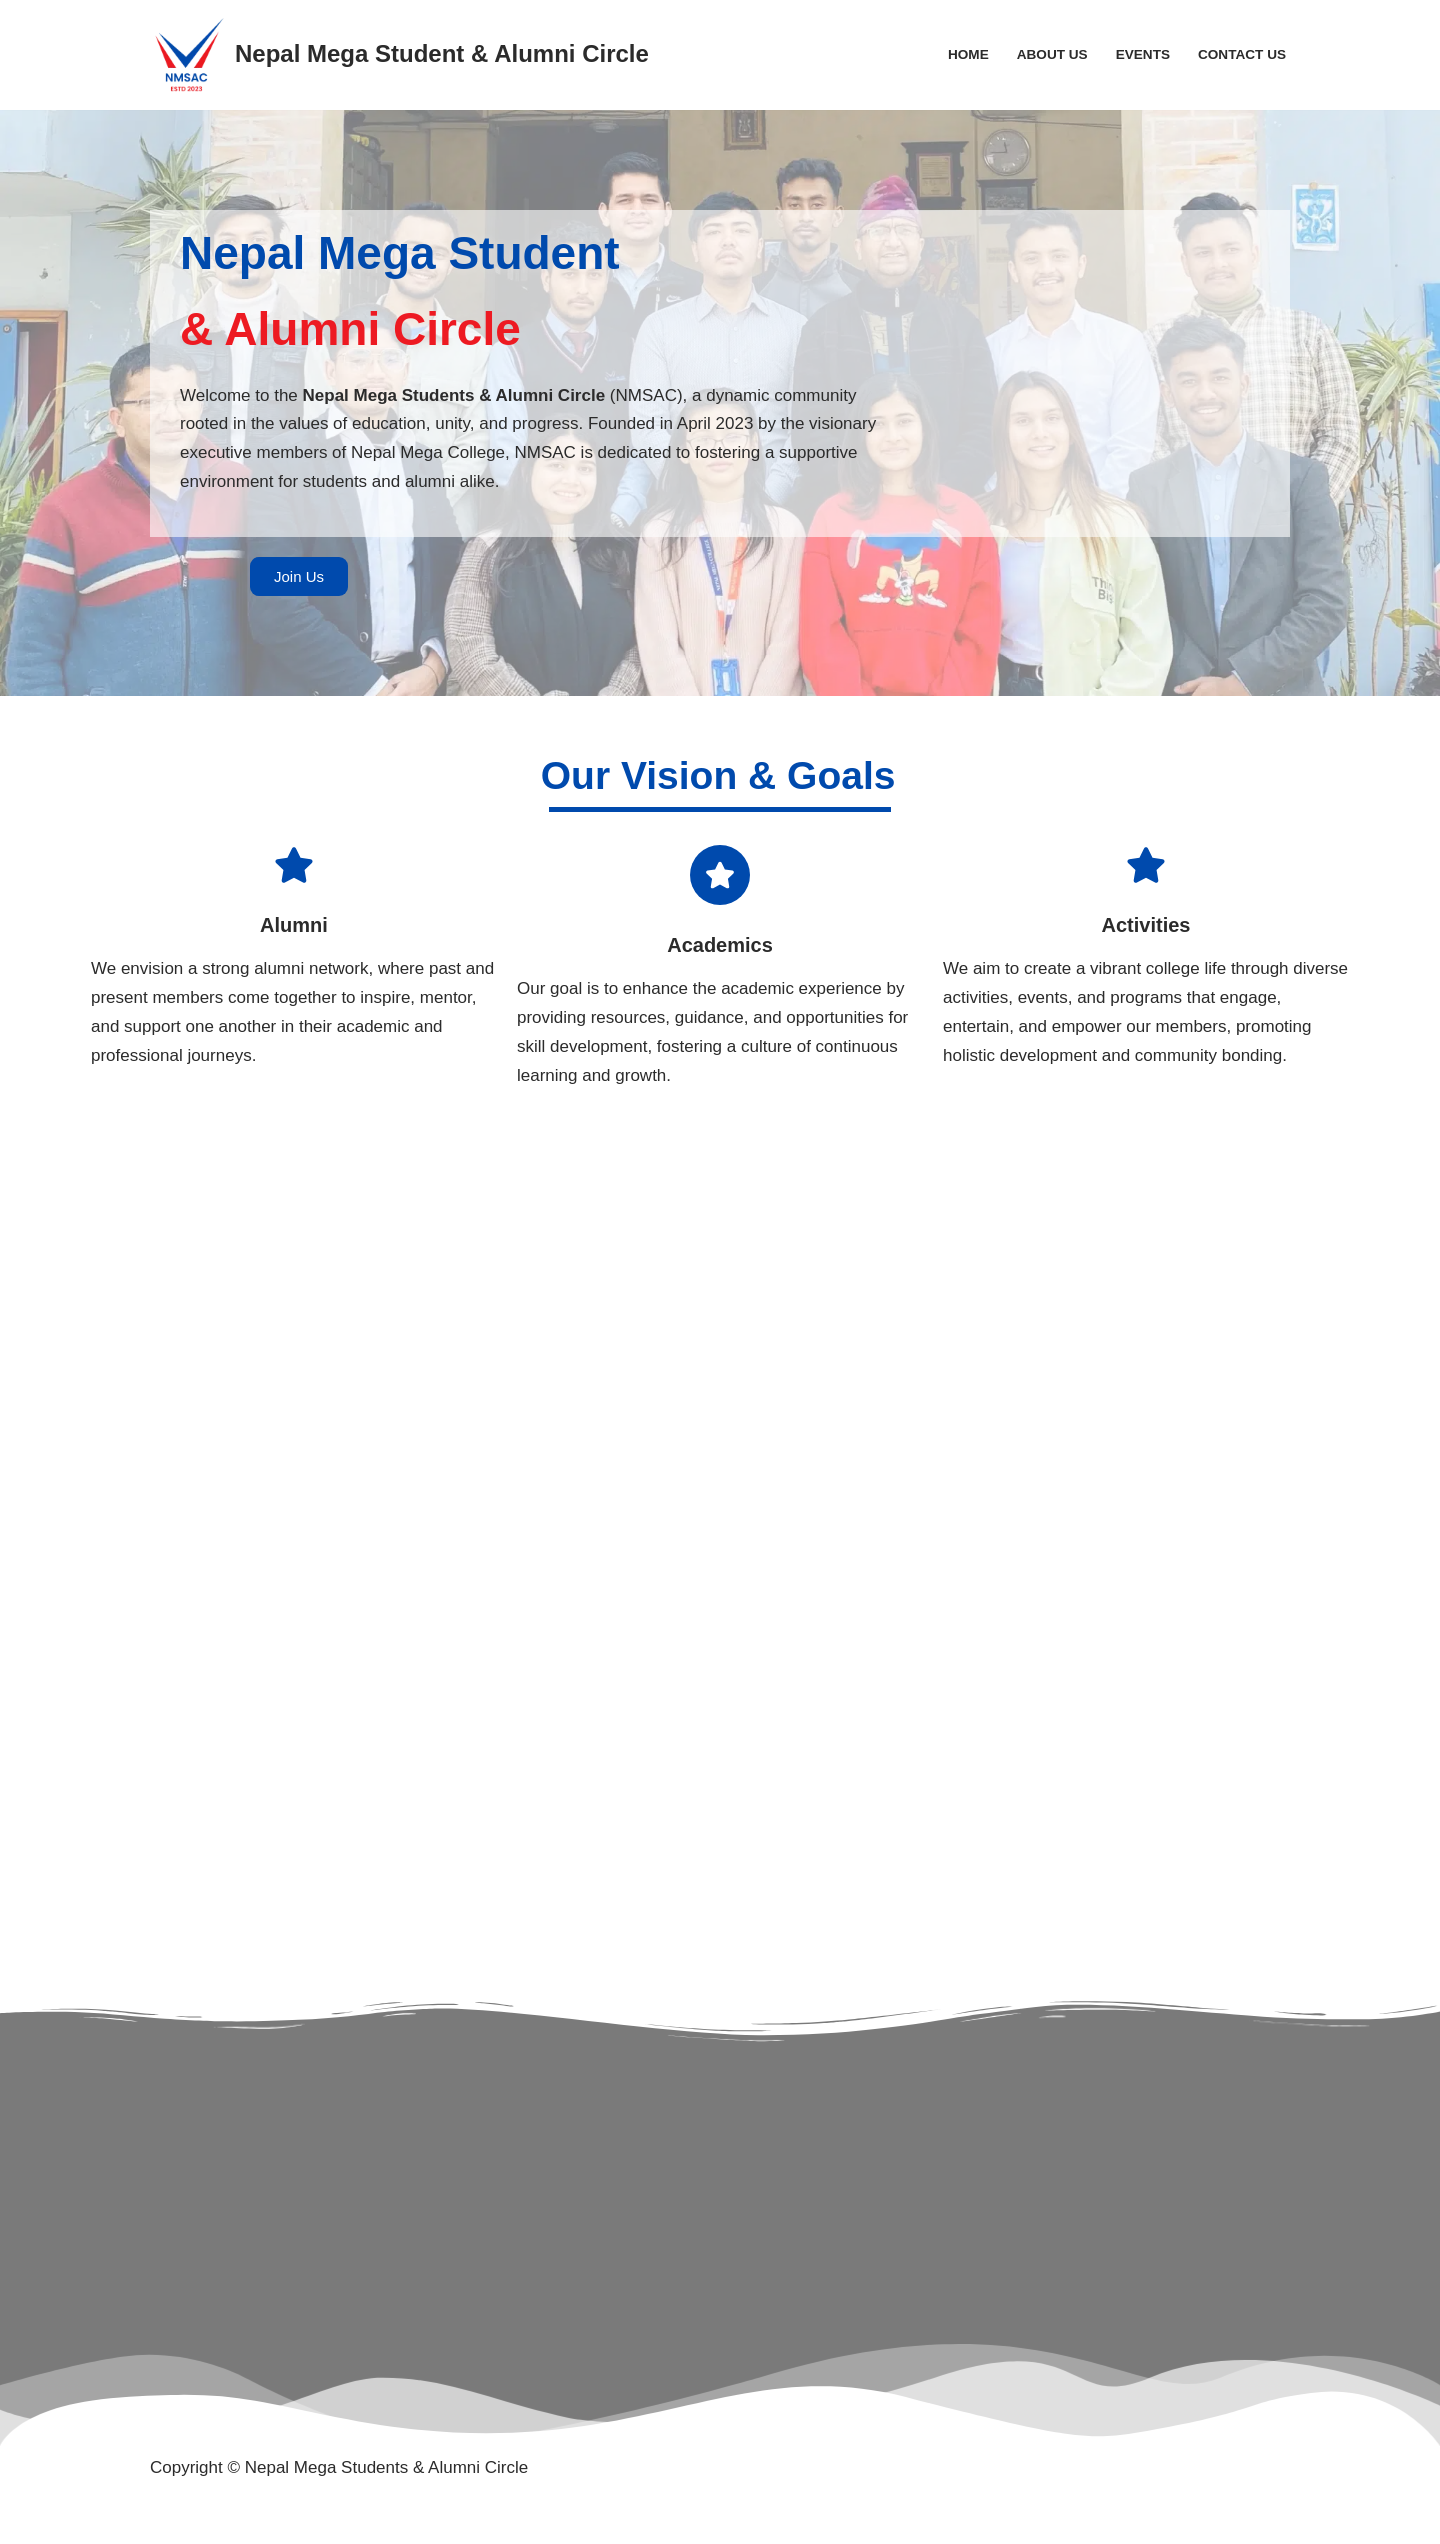 NMSAC
ESTD 2023
Nepal Mega Student & Alumni Circle
HOME ABOUT US EVENTS CONTACT US
Nepal Mega Student
& Alumni Circle
Welcome to the Nepal Mega Students & Alumni Circle (NMSAC), a dynamic community
rooted in the values of education, unity, and progress. Founded in April 2023 by the visionary
executive members of Nepal Mega College, NMSAC is dedicated to fostering a supportive
environment for students and alumni alike.
Join Us
Our Vision & Goals
Alumni
We envision a strong alumni network, where past and
present members come together to inspire, mentor,
and support one another in their academic and
professional journeys.
Academics
Our goal is to enhance the academic experience by
providing resources, guidance, and opportunities for
skill development, fostering a culture of continuous
learning and growth.
Activities
We aim to create a vibrant college life through diverse
activities, events, and programs that engage,
entertain, and empower our members, promoting
holistic development and community bonding.
Copyright © Nepal Mega Students & Alumni Circle